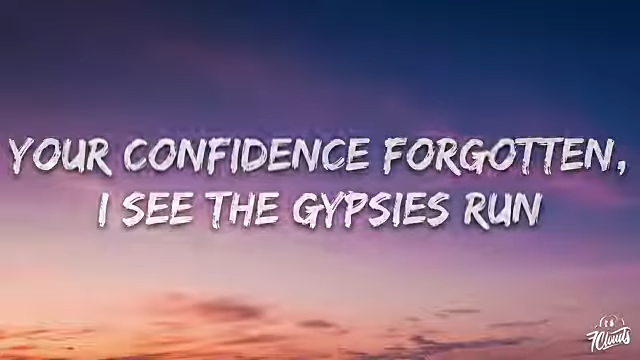 YOUR CONFIDENCE FORGOTTEN,
I SEE THE GYPSIES RUN
7Clouds